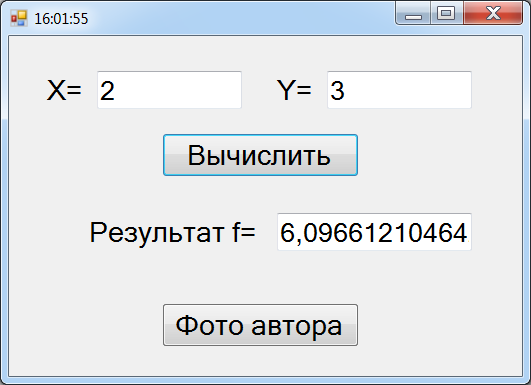 16:01:55
X= 2 Y= 3
Вычислить
Результат f= 6,09661210464
Фото автора